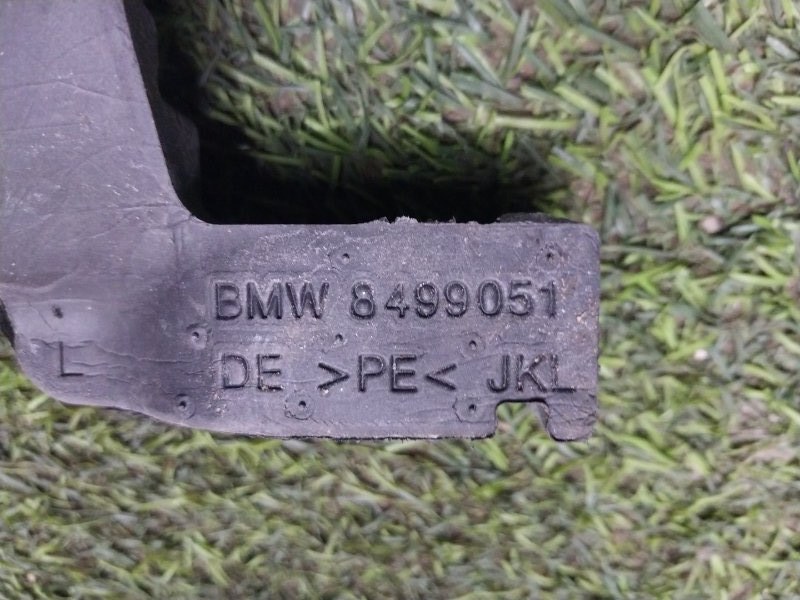 BMW 8499051
L DE >PE< JKL